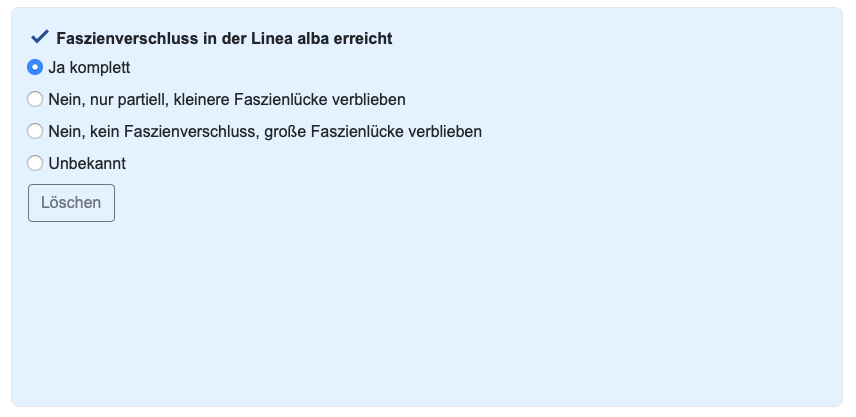 Faszienverschluss in der Linea alba erreicht
Ja komplett
Nein, nur partiell, kleinere Faszienlücke verblieben
Nein, kein Faszienverschluss, große Faszienlücke verblieben
Unbekannt
Löschen